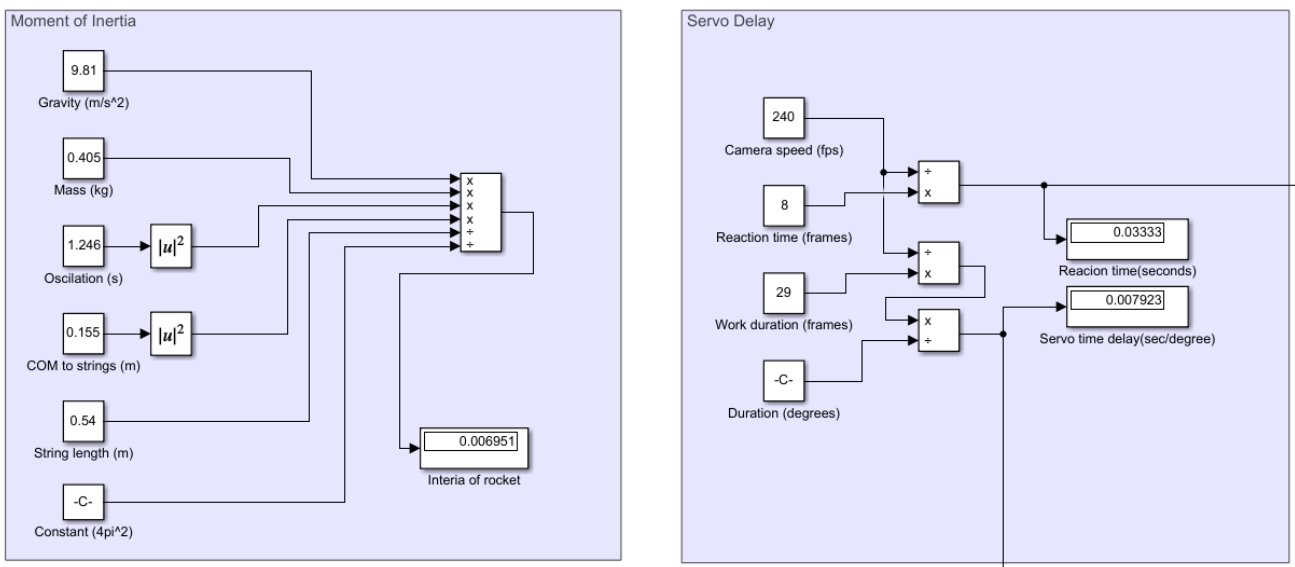 Moment of Inertia
9.81
Gravity (m/s^2)
0.405
Mass (kg)
1.246
|u|²
Oscilation (s)
0.155
|u|²
COM to strings (m)
0.54
String length (m)
-C-
Constant (4pi^2)
x
x
x
x
÷
÷
0.006951
Interia of rocket
Servo Delay
240
Camera speed (fps)
8
Reaction time (frames)
29
Work duration (frames)
-C-
Duration (degrees)
÷
x
÷
x
x
÷
0.03333
Reacion time(seconds)
0.007923
Servo time delay(sec/degree)